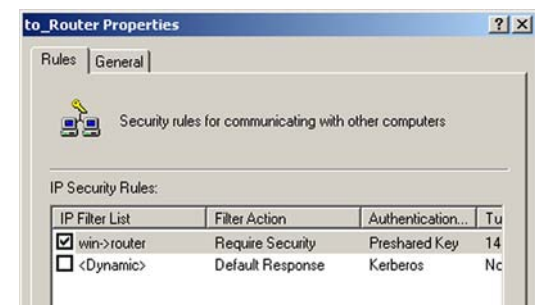 to_Router Properties
Rules General
Security rules for communicating with other computers
IP Security Rules:
IP Filter List Filter Action Authentication... Tu
win->router Require Security Preshared Key 14
<Dynamic> Default Response Kerberos Nc